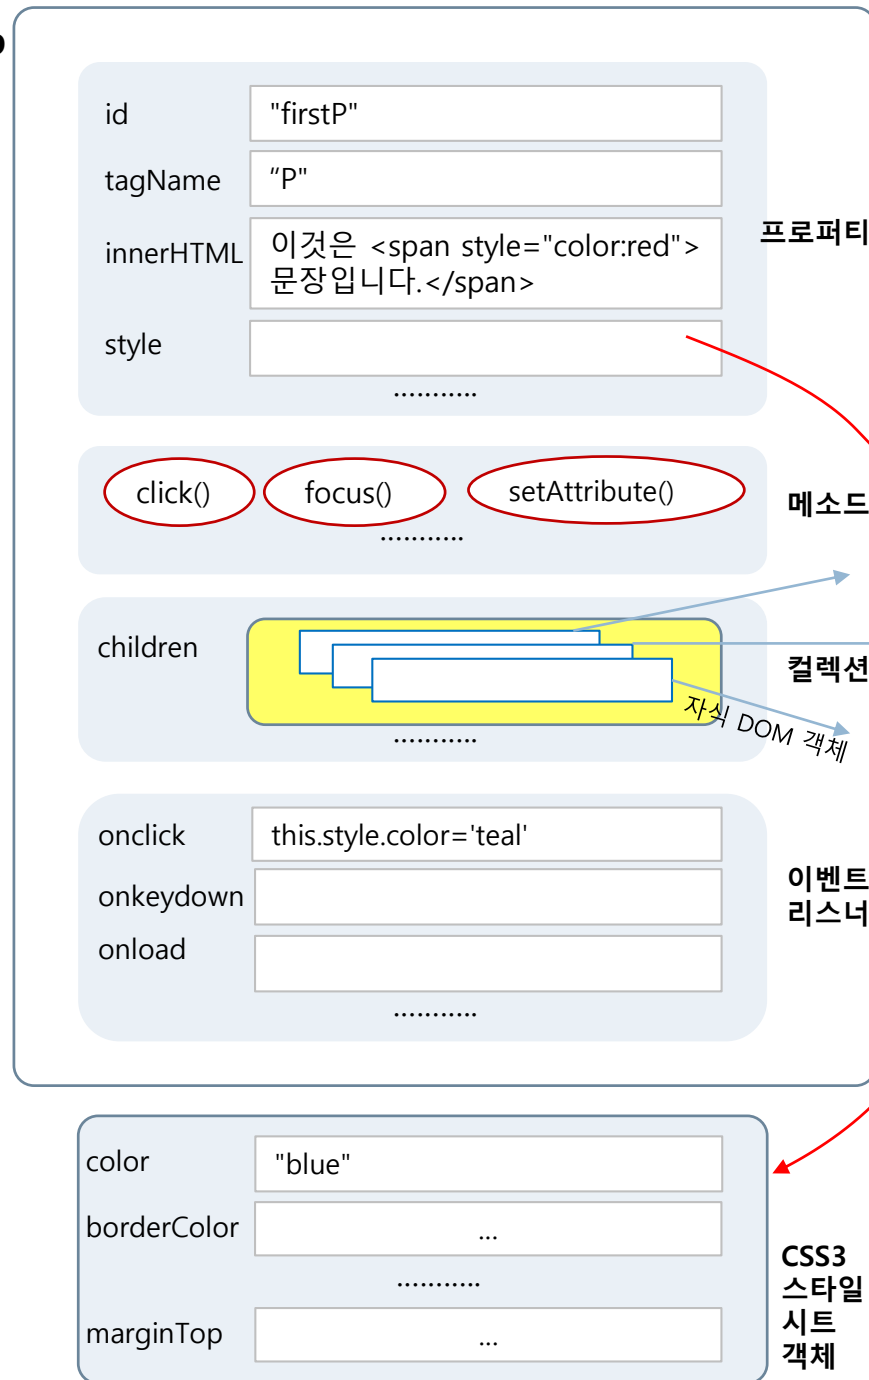 id
"firstP"
tagName
“P"
innerHTML
이것은 <span style="color:red">
문장입니다.</span>
프로퍼티
style
...........
click()
focus()
setAttribute()
메소드
...........
children
컬렉션
자식 DOM 객체
...........
onclick
this.style.color='teal'
onkeydown
이벤트
리스너
onload
...........
color
"blue"
borderColor
...
...........
marginTop
...
CSS3
스타일
시트
객체